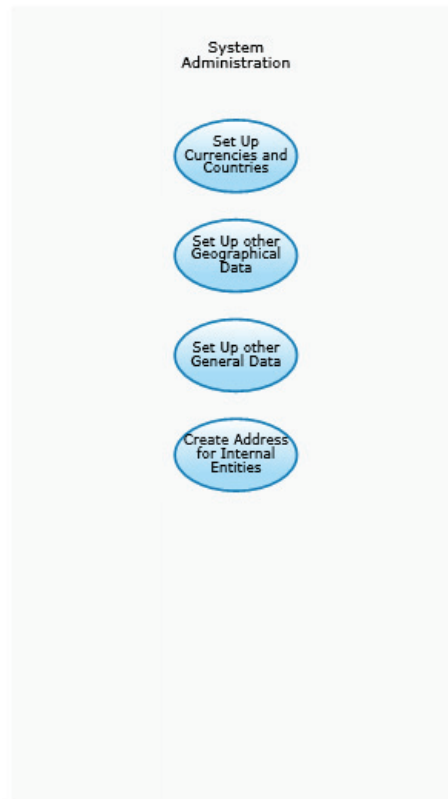 System
Administration
Set Up
Currencies and
Countries
Set Up other
Geographical
Data
Set Up other
General Data
Create Address
for Internal
Entities